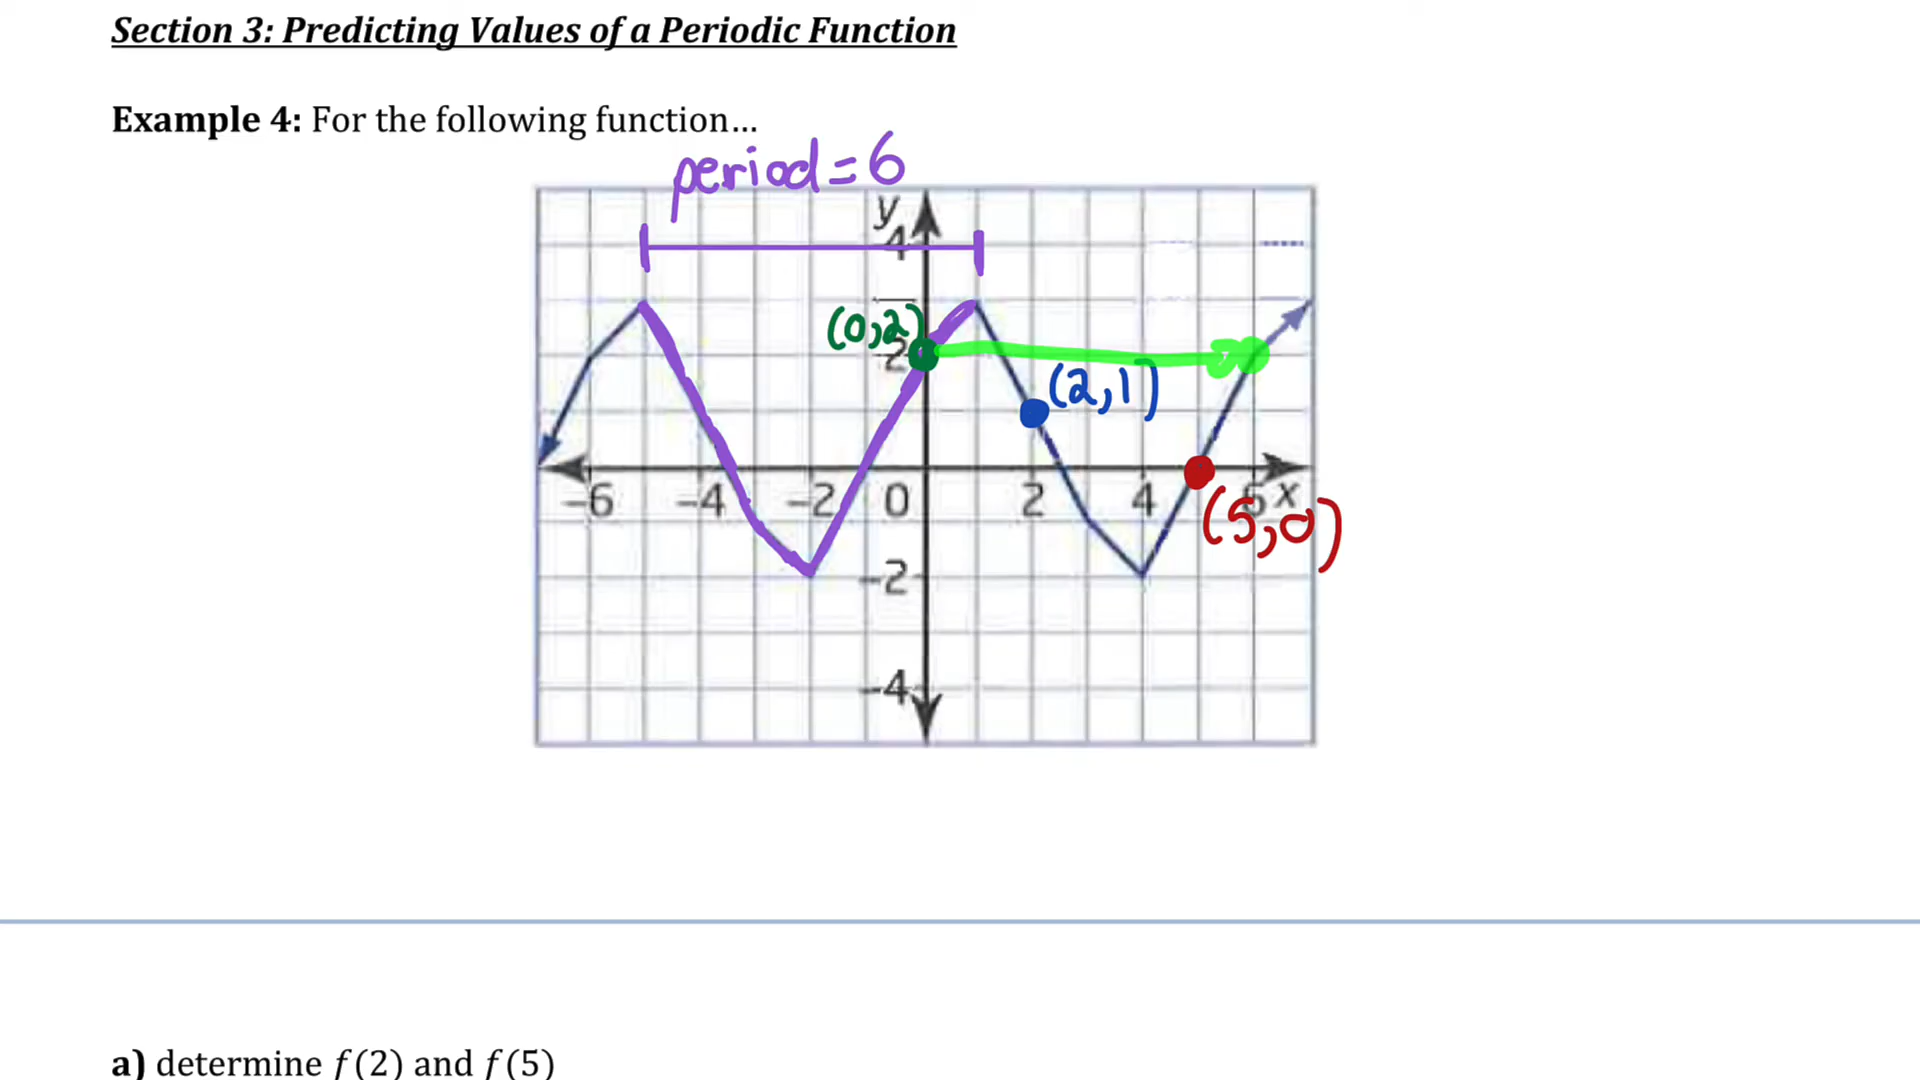 Section 3: Predicting Values of a Periodic Function
Example 4: For the following function...
period = 6
y
4
(0,2)
2
(2,1)
-6 -4 -2 0 2 4 6 x
(5,0)
-2
-4
a) determine f(2) and f(5)